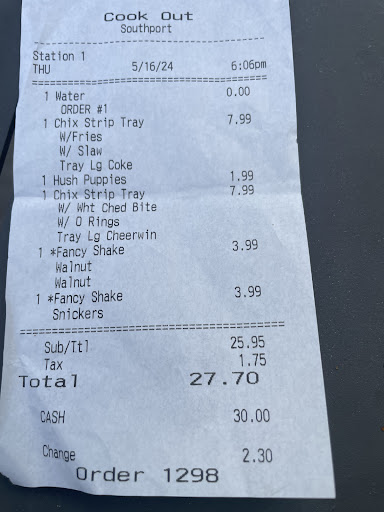 Cook Out
Southport
Station 1
THU 5/16/24 6:06pm
1 Water 0.00
ORDER #1
1 Chix Strip Tray 7.99
W/Fries
W/ Slaw
Tray Lg Coke
1 Hush Puppies 1.99
1 Chix Strip Tray 7.99
W/ Wht Ched Bite
W/ O Rings
Tray Lg Cheerwin
1 *Fancy Shake 3.99
Walnut
Walnut
1 *Fancy Shake 3.99
Snickers
Sub/Ttl 25.95
Tax 1.75
Total 27.70
CASH 30.00
Change 2.30
Order 1298